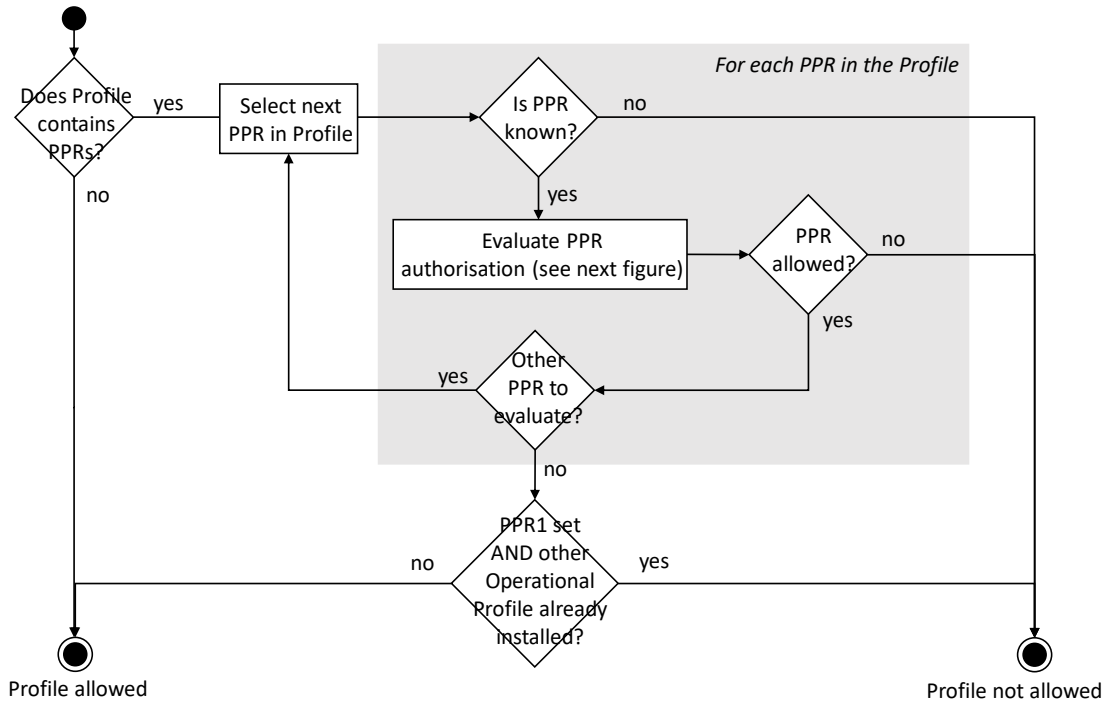 For each PPR in the Profile
Does Profile
contains
PPRs?
yes
Select next
PPR in Profile
Is PPR
known?
no
no
yes
Evaluate PPR
authorisation (see next figure)
PPR
allowed?
no
yes
Other
PPR to
evaluate?
yes
no
PPR1 set
AND other
Operational
Profile already
installed?
no
yes
Profile allowed
Profile not allowed